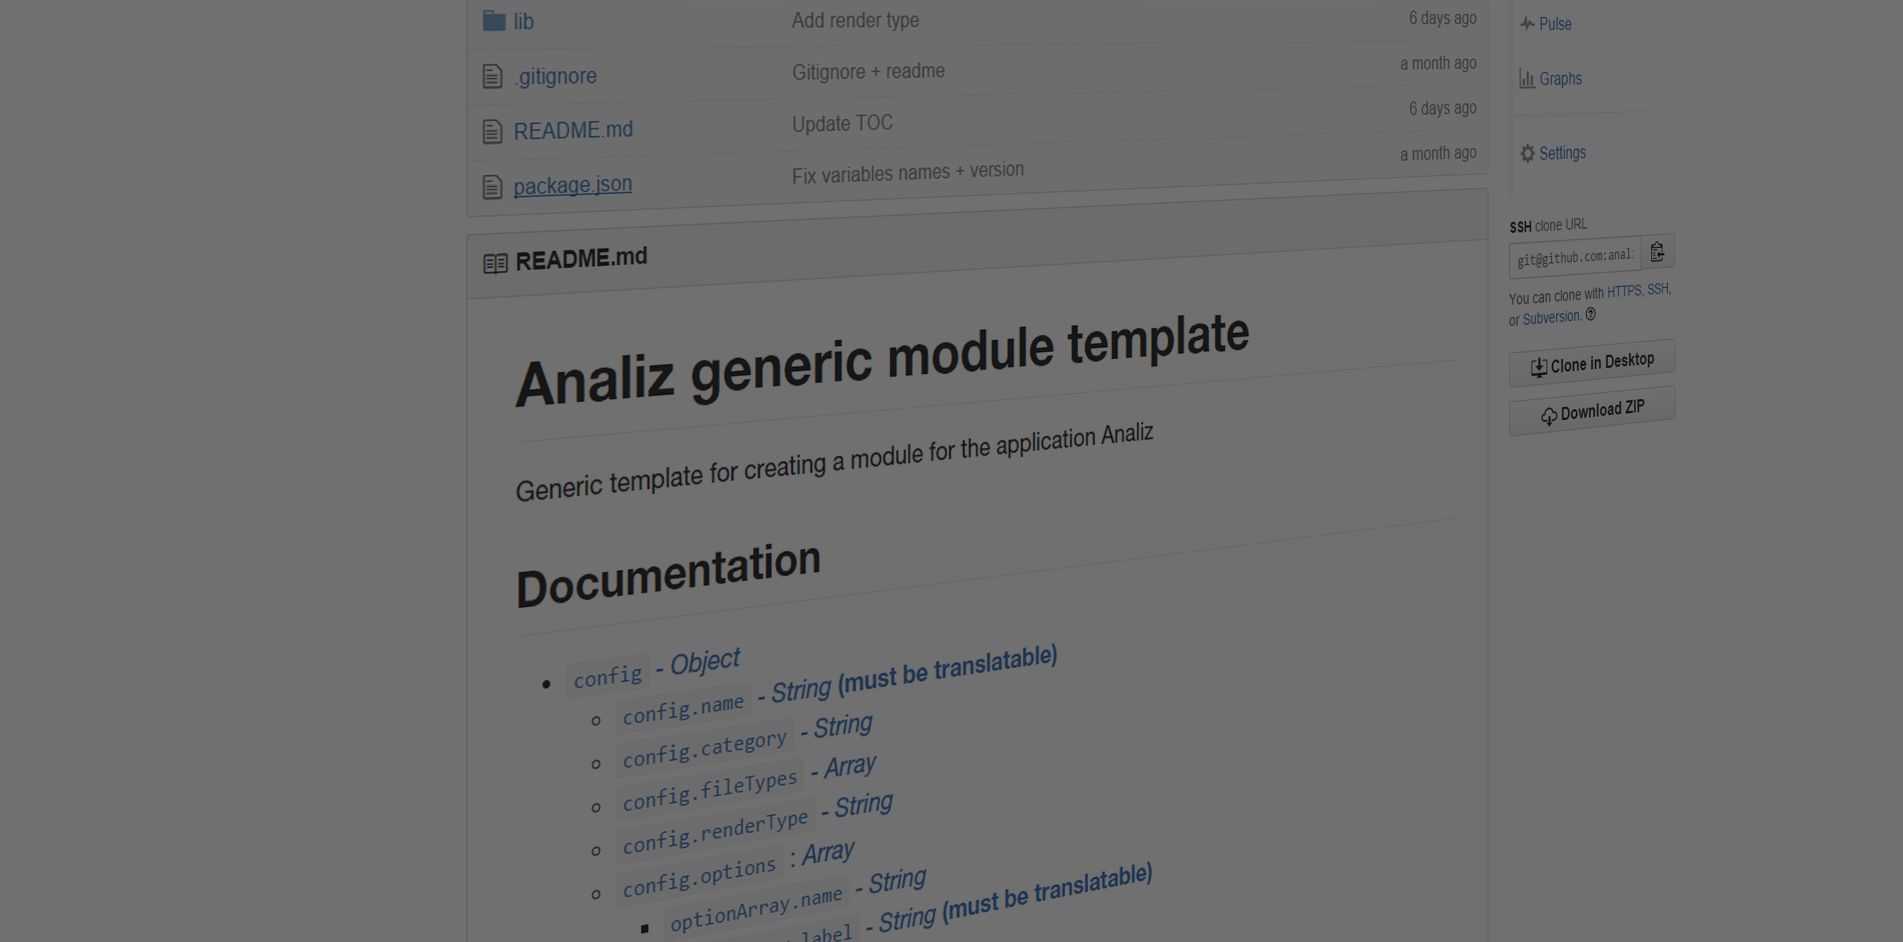 lib Add render type 6 days ago
.gitignore Gitignore + readme a month ago
README.md Update TOC 6 days ago
package.json Fix variables names + version a month ago
README.md
Analiz generic module template
Generic template for creating a module for the application Analiz
Documentation
config - Object
config.name - String (must be translatable)
config.category - String
config.fileTypes - Array
config.renderType - String
config.options : Array
optionArray.name - String
.label - String (must be translatable)
Pulse
Graphs
Settings
SSH clone URL
git@github.com:anali
You can clone with HTTPS, SSH,
or Subversion.
Clone in Desktop
Download ZIP